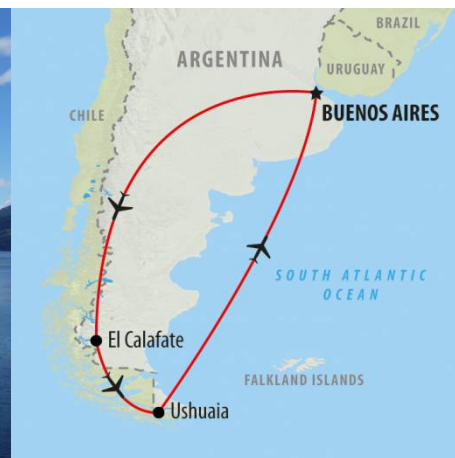 BRAZIL
ARGENTINA
URUGUAY
CHILE
BUENOS AIRES
SOUTH ATLANTIC
OCEAN
El Calafate
FALKLAND ISLANDS
Ushuaia